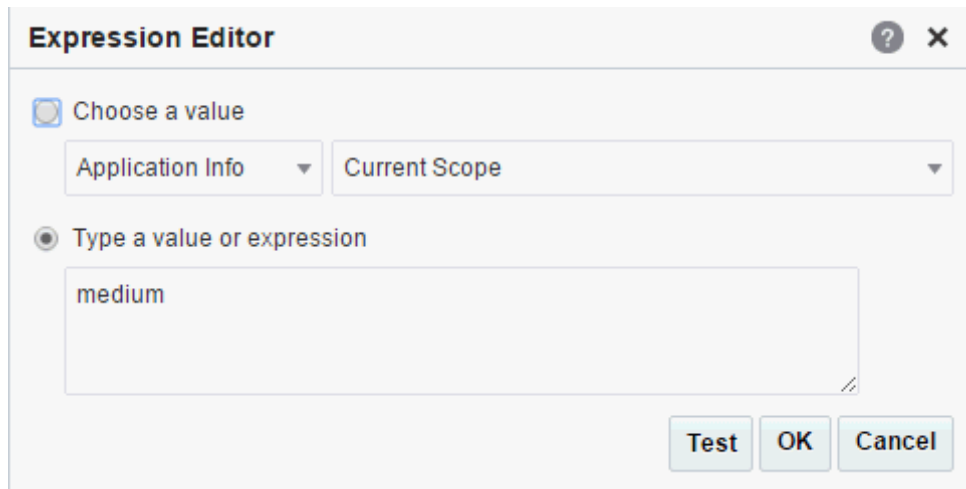 Expression Editor ?
Choose a value
Application Info Current Scope
Type a value or expression
medium
Test OK Cancel